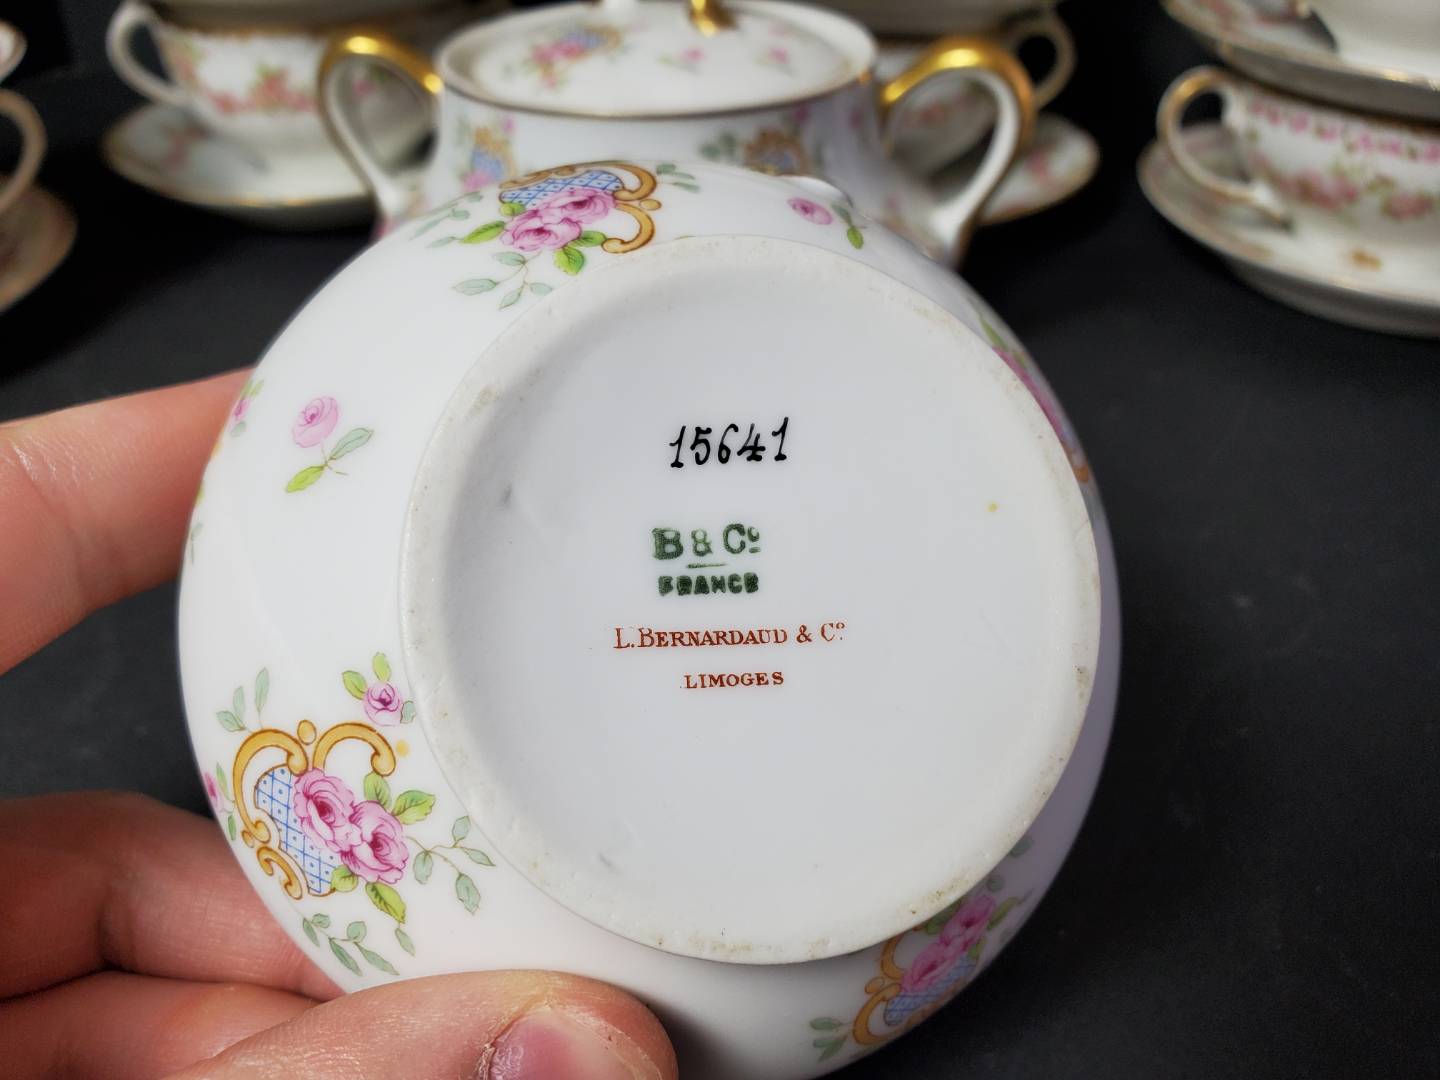 15641
B & Cº
FRANCE
L. BERNARDAUD & Cº
LIMOGES